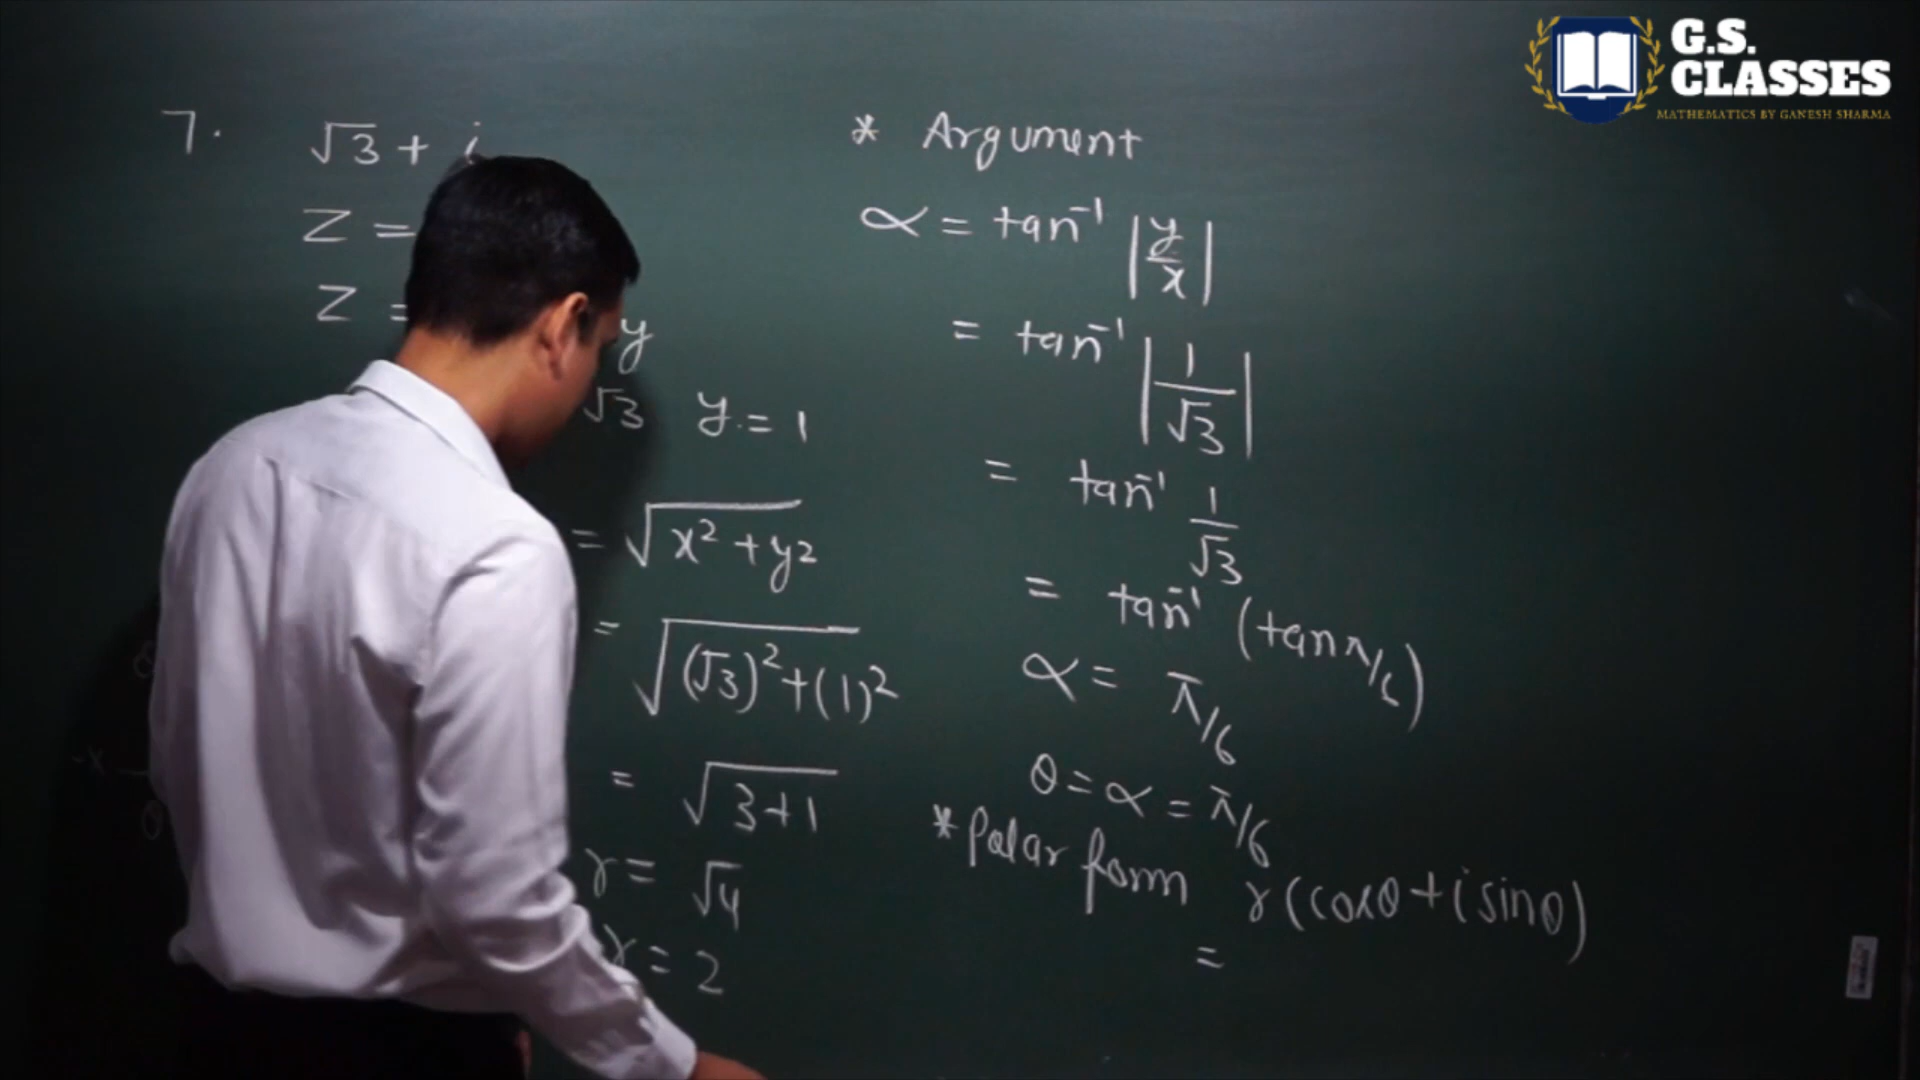 G.S.
CLASSES
MATHEMATICS BY GANESH SHARMA
7. √3 + i
Z =
Z =
y
√3 y = 1
= √x² + y²
= √(√3)² + (1)²
= √3+1
r = √4
r = 2
* Argument
α = tan⁻¹ |y/x|
= tan⁻¹ |1/√3|
= tan⁻¹ 1/√3
= tan⁻¹ (tan π/6)
α = π/6
θ = α = π/6
* Polar form r(cosθ + i sinθ)
=